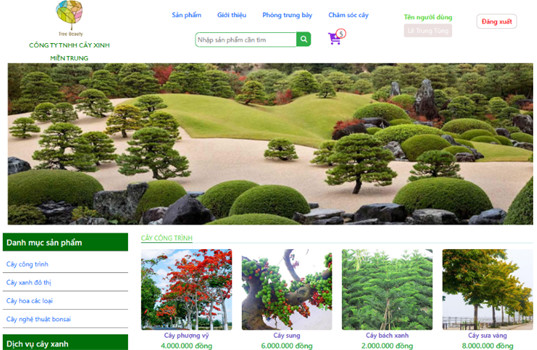 Tree Beauty
CÔNG TY TNHH CÂY XINH
MIỀN TRUNG
Sản phẩm
Giới thiệu
Phòng trưng bày
Chăm sóc cây
Nhập sản phẩm cần tìm
5
Tên người dùng
Lê Trung Tùng
Đăng xuất
Danh mục sản phẩm
Cây công trình
Cây xanh đô thị
Cây hoa các loại
Cây nghệ thuật bonsai
Dịch vụ cây xanh
CÂY CÔNG TRÌNH
Cây phượng vỹ
4.000.000 đồng
Cây sung
6.000.000 đồng
Cây bách xanh
2.000.000 đồng
Cây sưa vàng
8.000.000 đồng